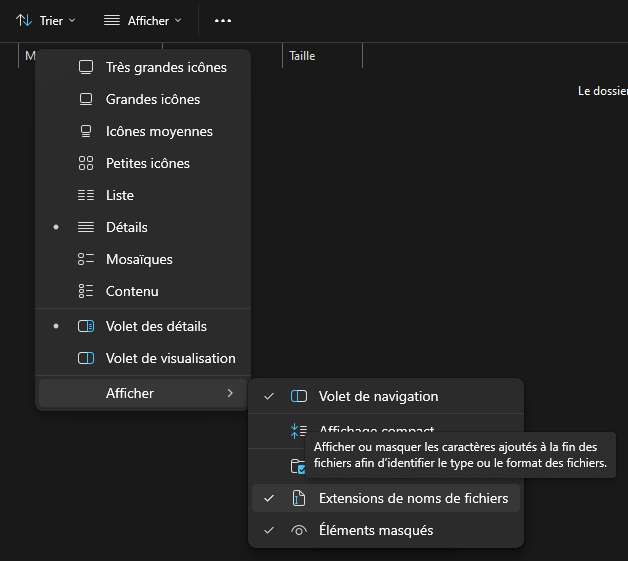 Trier
Afficher
Taille
Le dossier
Très grandes icônes
Grandes icônes
Icônes moyennes
Petites icônes
Liste
Détails
Mosaïques
Contenu
Volet des détails
Volet de visualisation
Afficher
Volet de navigation
Affichage compact
Afficher ou masquer les caractères ajoutés à la fin des
fichiers afin d'identifier le type ou le format des fichiers.
Extensions de noms de fichiers
Éléments masqués